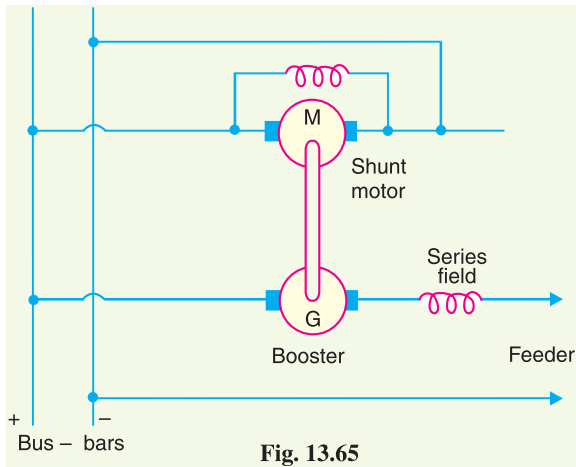 M
Shunt
motor
Series
field
G
Booster
Feeder
+ –
Bus – bars
Fig. 13.65